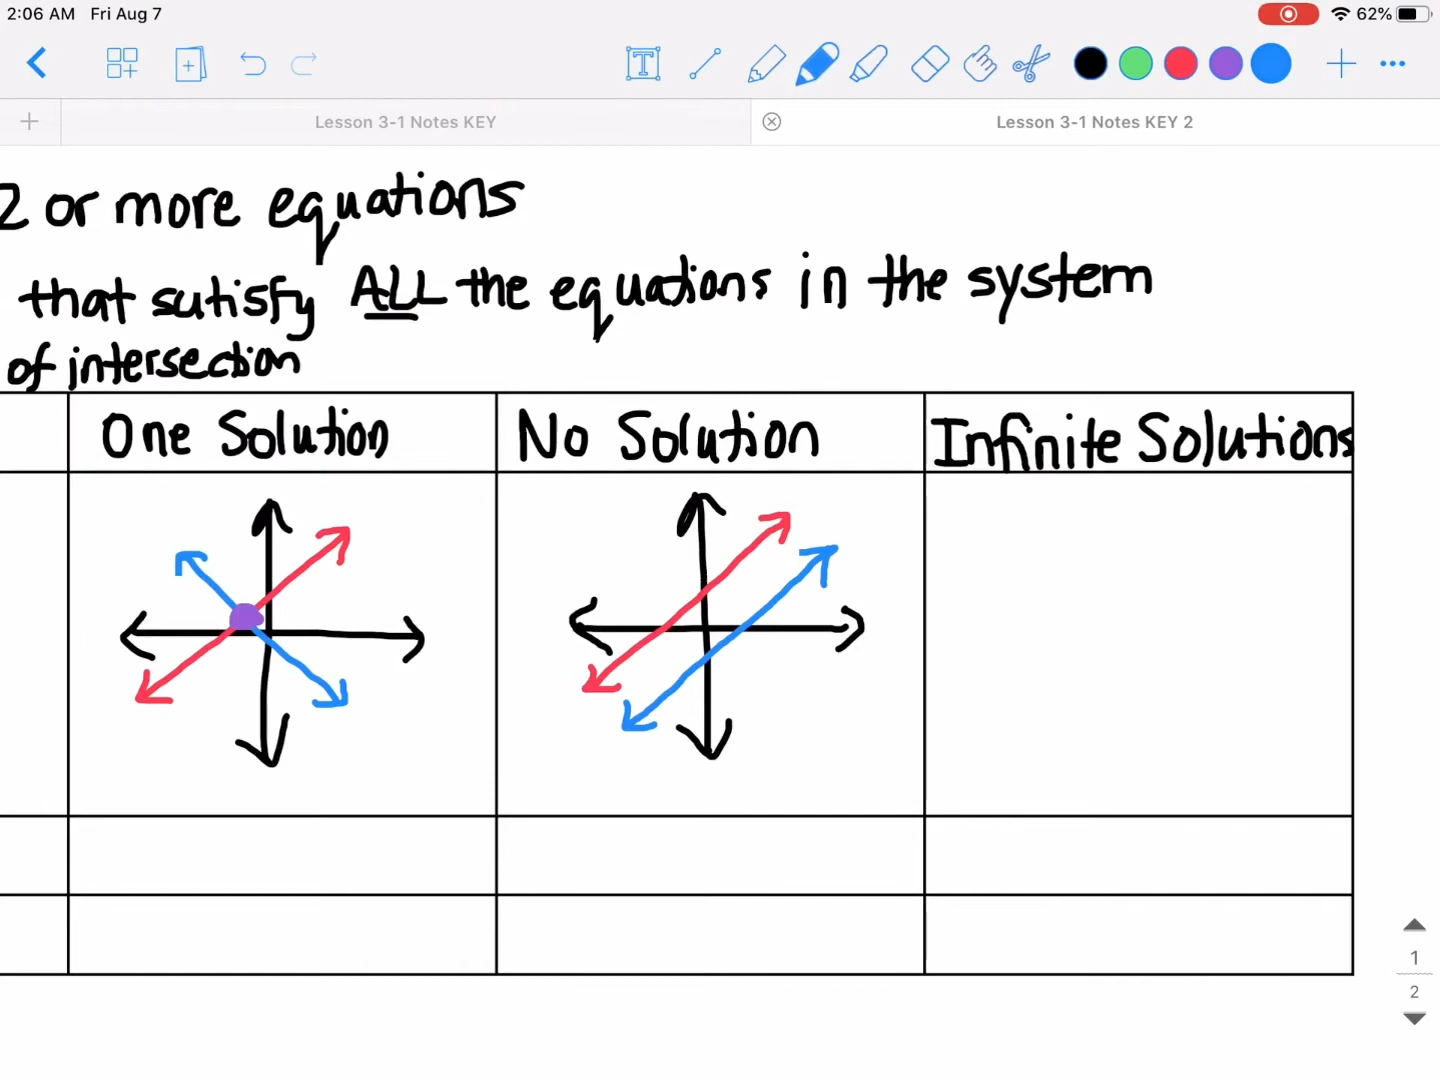 2:06 AM Fri Aug 7
62%
T
Lesson 3-1 Notes KEY
Lesson 3-1 Notes KEY 2
2 or more equations
that satisfy ALL the equations in the system
of intersection
One Solution
No Solution
Infinite Solutions
1
2